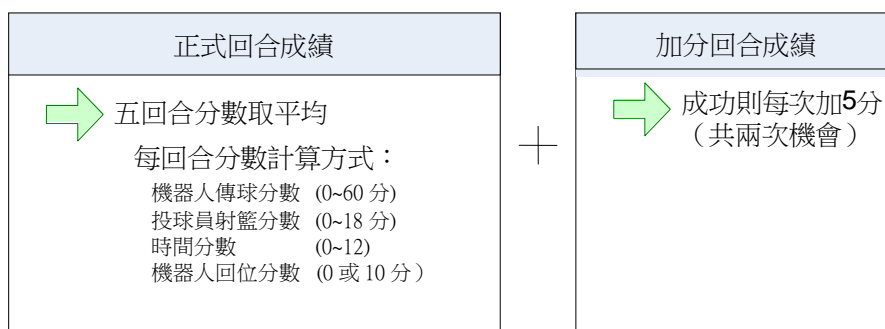 正式回合成績
五回合分數取平均
每回合分數計算方式：
機器人傳球分數 (0~60 分)
投球員射籃分數 (0~18 分)
時間分數 (0~12)
機器人回位分數 (0 或 10 分）
＋
加分回合成績
成功則每次加5分
（共兩次機會）